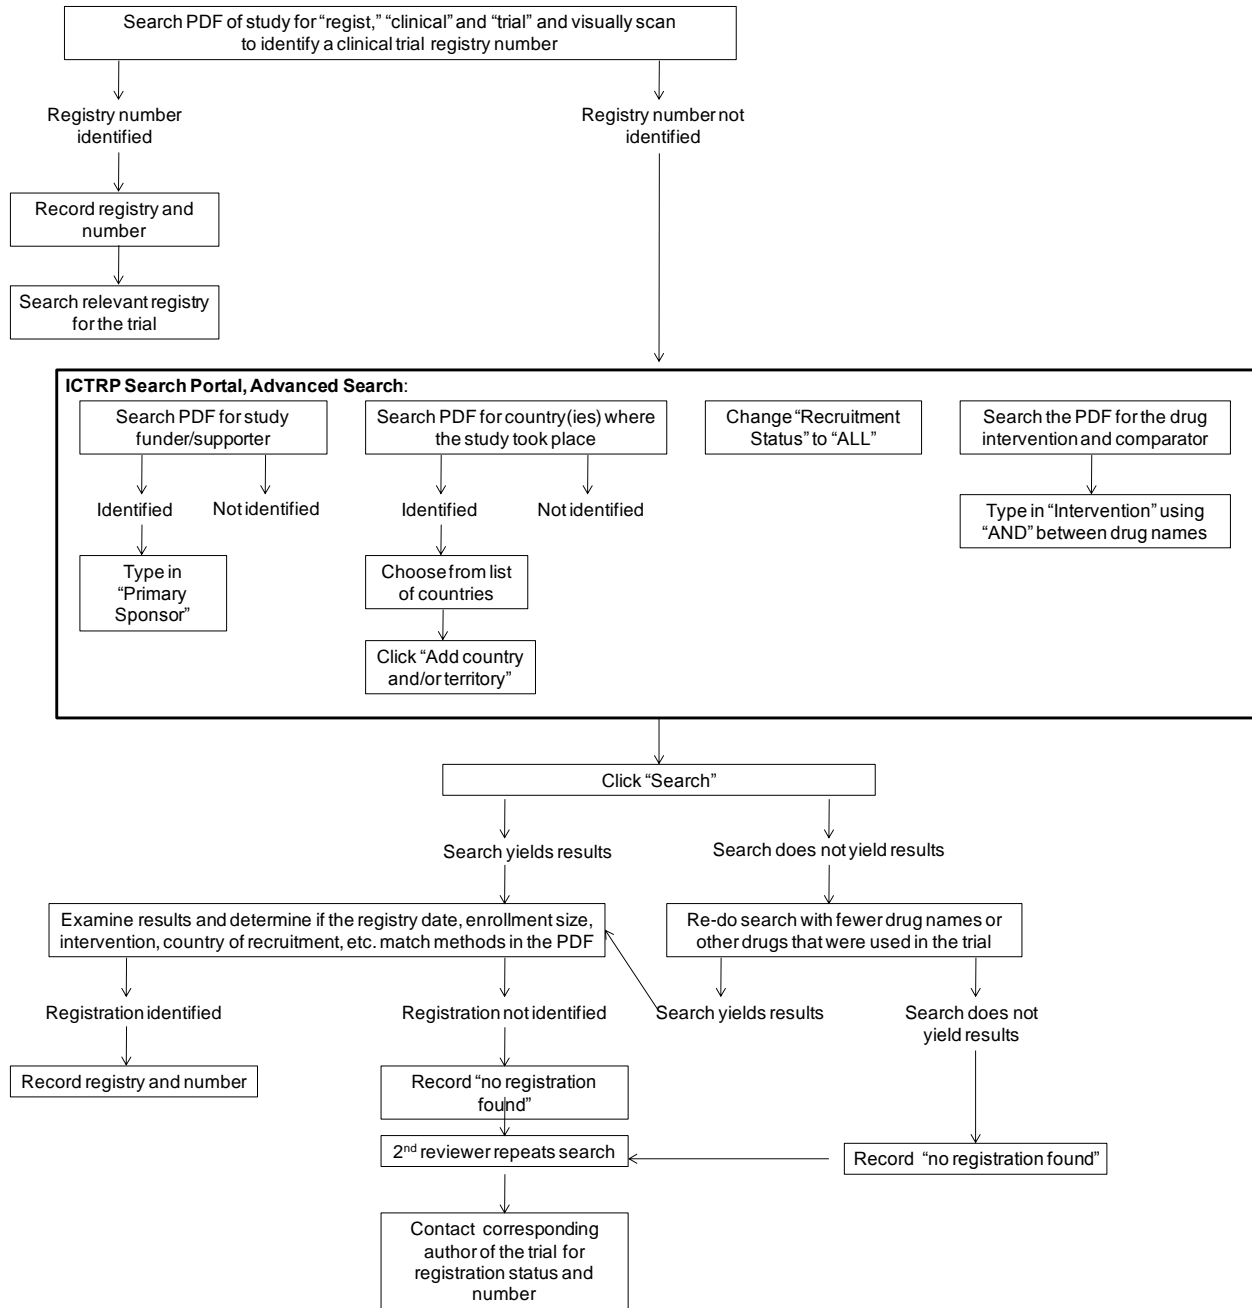 Search PDF of study for “regist,” “clinical” and “trial” and visually scan
to identify a clinical trial registry number
Registry number
identified
Registry number not
identified
Record registry and
number
Search relevant registry
for the trial
ICTRP Search Portal, Advanced Search:
Search PDF for study
funder/supporter
Search PDF for country(ies) where
the study took place
Change “Recruitment
Status” to “ALL”
Search the PDF for the drug
intervention and comparator
Identified
Not identified
Identified
Not identified
Type in “Intervention” using
“AND” between drug names
Type in
“Primary
Sponsor”
Choose from list
of countries
Click “Add country
and/or territory”
Click “Search”
Search yields results
Search does not yield results
Examine results and determine if the registry date, enrollment size,
intervention, country of recruitment, etc. match methods in the PDF
Re-do search with fewer drug names or
other drugs that were used in the trial
Registration identified
Registration not identified
Search yields results
Search does not
yield results
Record registry and number
Record “no registration
found”
2nd reviewer repeats search
Record “no registration found”
Contact corresponding
author of the trial for
registration status and
number